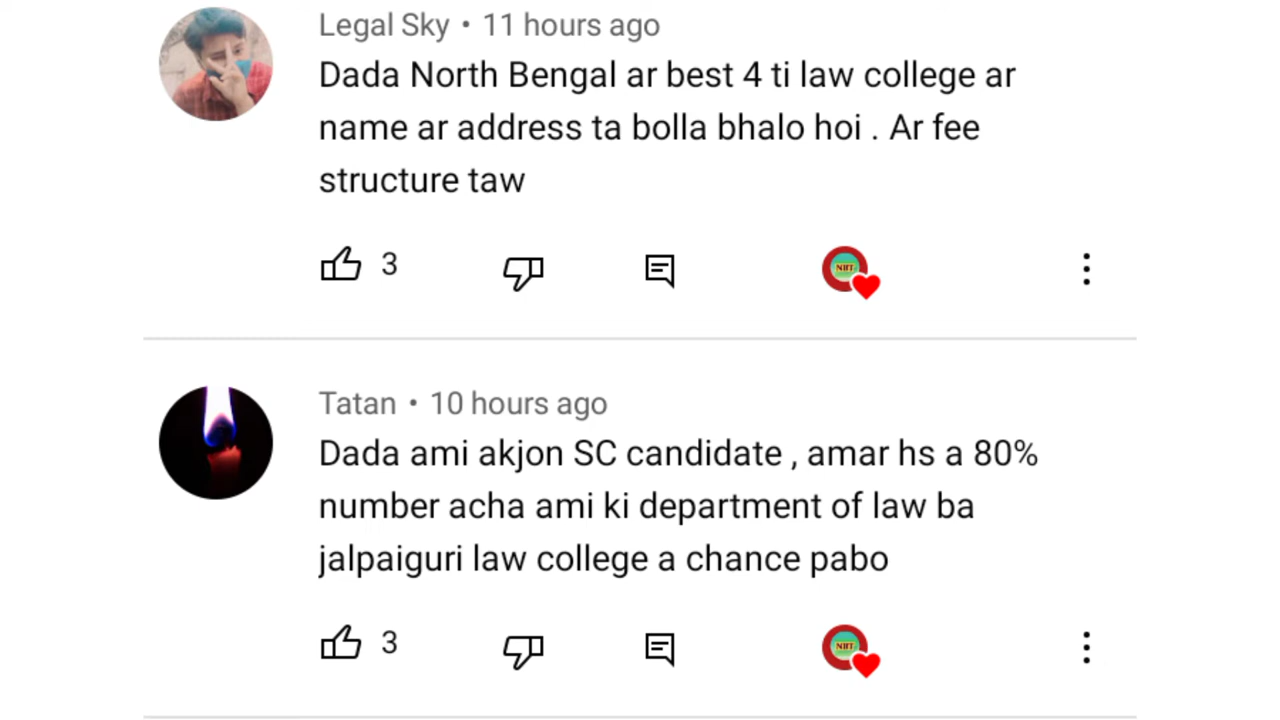 Legal Sky • 11 hours ago
Dada North Bengal ar best 4 ti law college ar
name ar address ta bolla bhalo hoi . Ar fee
structure taw
3
NIIT
Tatan • 10 hours ago
Dada ami akjon SC candidate , amar hs a 80%
number acha ami ki department of law ba
jalpaiguri law college a chance pabo
3
NIIT